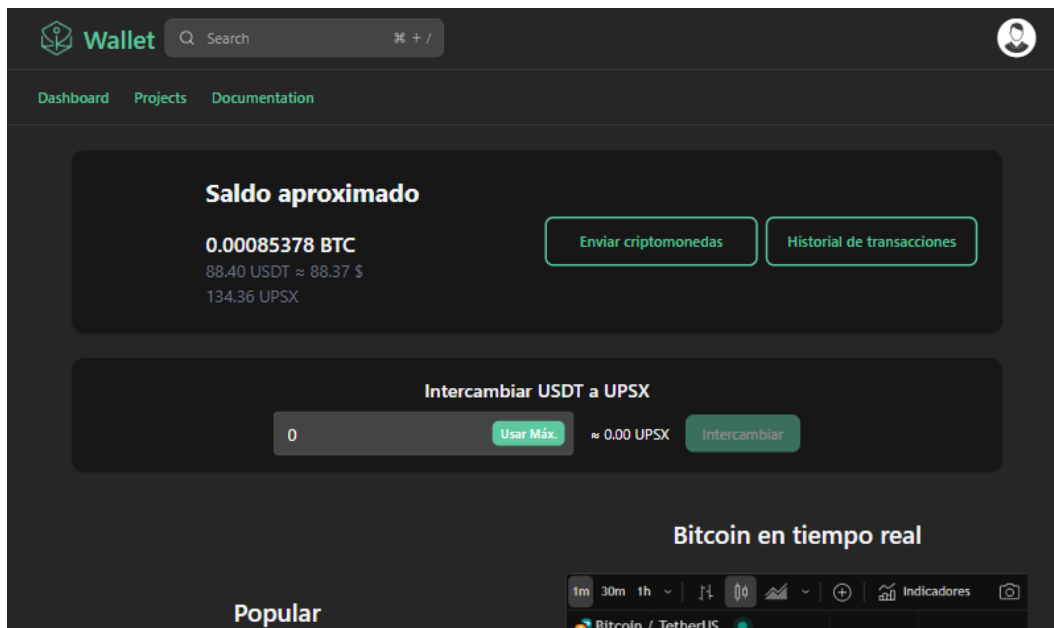 Wallet
Search
⌘ + /
Dashboard Projects Documentation
Saldo aproximado
0.00085378 BTC
88.40 USDT ≈ 88.37 $
134.36 UPSX
Enviar criptomonedas
Historial de transacciones
Intercambiar USDT a UPSX
0 Usar Máx. ≈ 0.00 UPSX Intercambiar
Popular
Bitcoin en tiempo real
1m 30m 1h Indicadores
Bitcoin / TetherUS